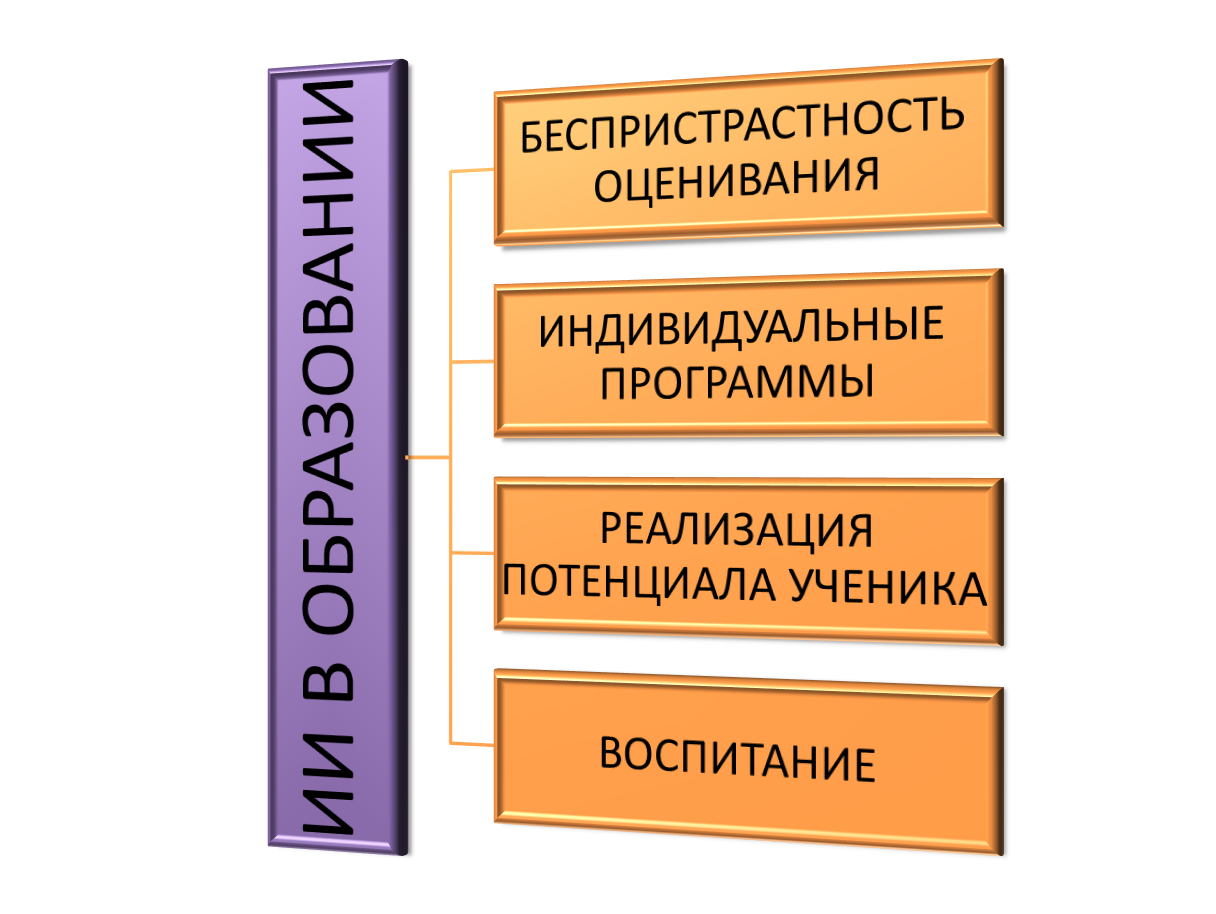 ИИ В ОБРАЗОВАНИИ
БЕСПРИСТРАСТНОСТЬ
ОЦЕНИВАНИЯ
ИНДИВИДУАЛЬНЫЕ
ПРОГРАММЫ
РЕАЛИЗАЦИЯ
ПОТЕНЦИАЛА УЧЕНИКА
ВОСПИТАНИЕ